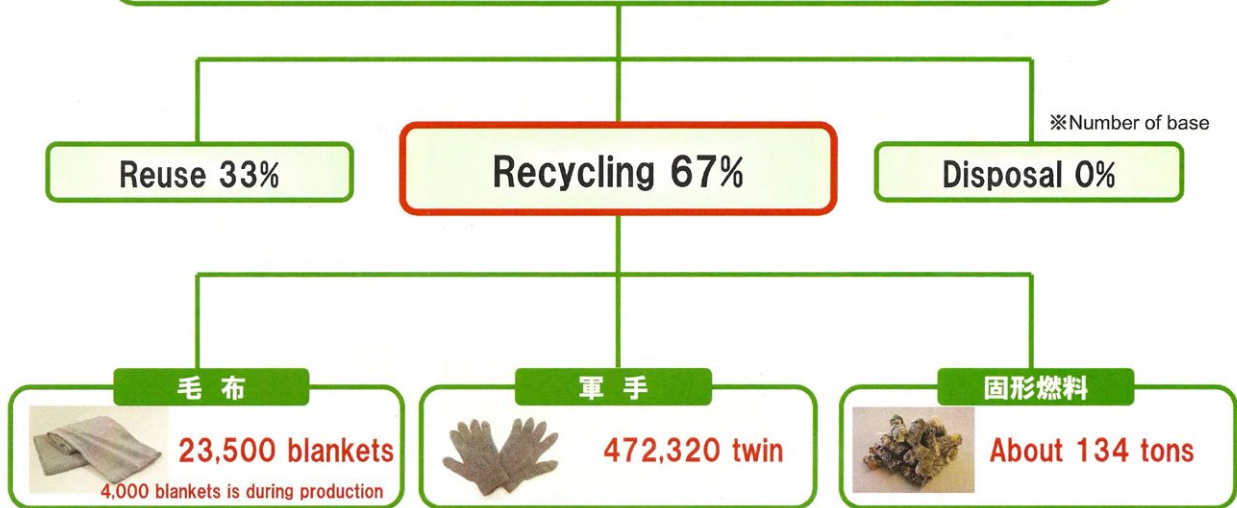 ※Number of base
Reuse 33%
Recycling 67%
Disposal 0%
毛布
軍手
固形燃料
23,500 blankets
4,000 blankets is during production
472,320 twin
About 134 tons